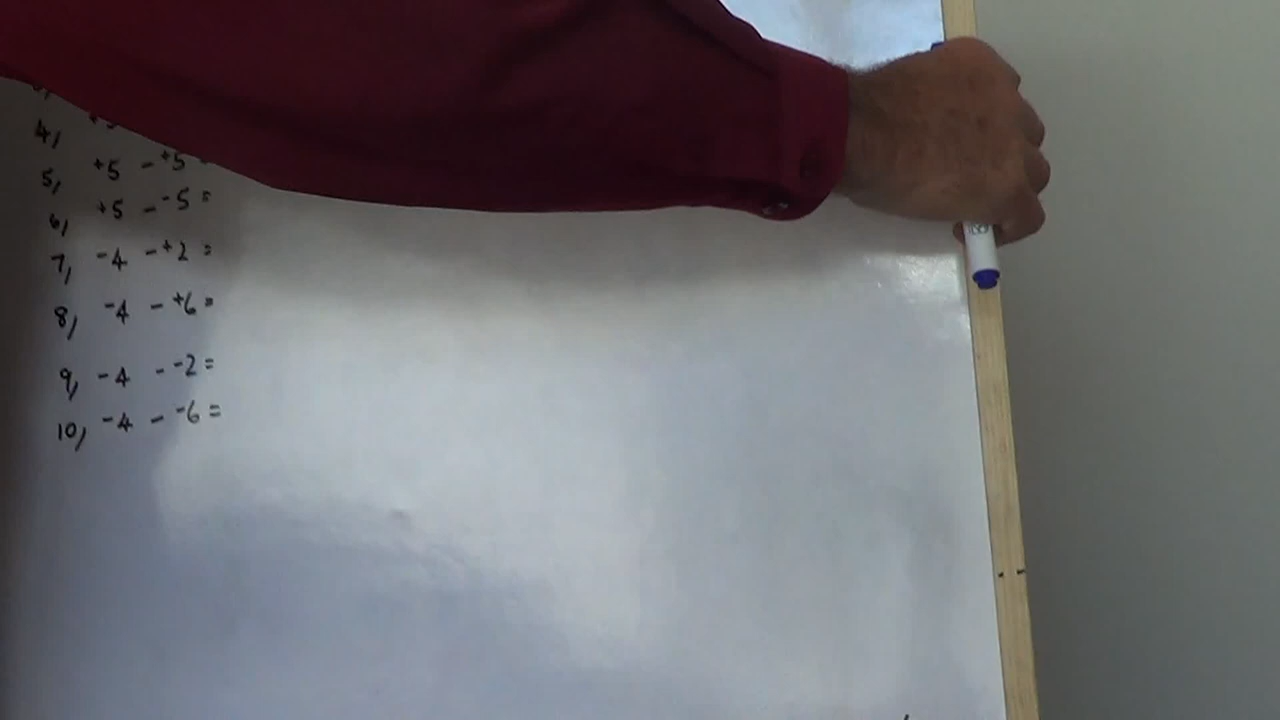 4,
5, +5 - +5 =
6, +5 - -5 =
7, -4 - +2 =
8, -4 - +6 =
9, -4 - -2 =
10, -4 - -6 =